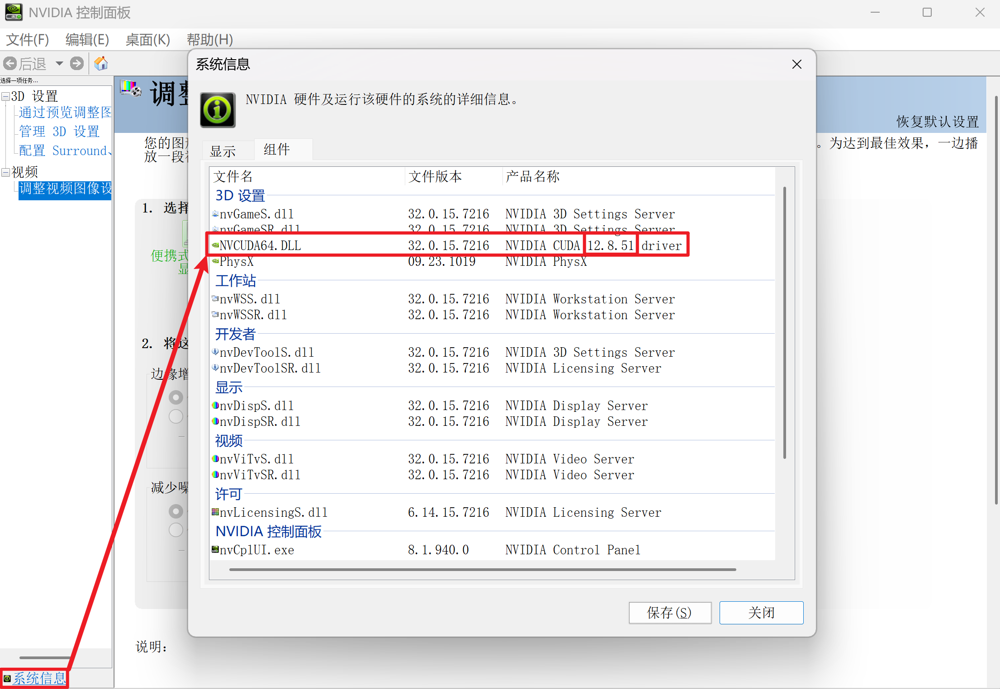 NVIDIA 控制面板
文件(F) 编辑(E) 桌面(K) 帮助(H)
后退
选择一项任务...
3D 设置
通过预览调整图
管理 3D 设置
配置 Surround、
视频
调整视频图像设
系统信息
调整
恢复默认设置
您的图形
。为达到最佳效果，一边播
放一段视
1. 选择
便携式
显
2. 将这
边缘增
减少噪
说明：
系统信息
NVIDIA 硬件及运行该硬件的系统的详细信息。
显示 组件
文件名 文件版本 产品名称
3D 设置
nvGameS.dll 32.0.15.7216 NVIDIA 3D Settings Server
nvGameSR.dll 32.0.15.7216 NVIDIA 3D Settings Server
NVCUDA64.DLL 32.0.15.7216 NVIDIA CUDA 12.8.51 driver
PhysX 09.23.1019 NVIDIA PhysX
工作站
nvWSS.dll 32.0.15.7216 NVIDIA Workstation Server
nvWSSR.dll 32.0.15.7216 NVIDIA Workstation Server
开发者
nvDevToolS.dll 32.0.15.7216 NVIDIA 3D Settings Server
nvDevToolSR.dll 32.0.15.7216 NVIDIA Licensing Server
显示
nvDispS.dll 32.0.15.7216 NVIDIA Display Server
nvDispSR.dll 32.0.15.7216 NVIDIA Display Server
视频
nvViTvS.dll 32.0.15.7216 NVIDIA Video Server
nvViTvSR.dll 32.0.15.7216 NVIDIA Video Server
许可
nvLicensingS.dll 6.14.15.7216 NVIDIA Licensing Server
NVIDIA 控制面板
nvCplUI.exe 8.1.940.0 NVIDIA Control Panel
保存(S) 关闭